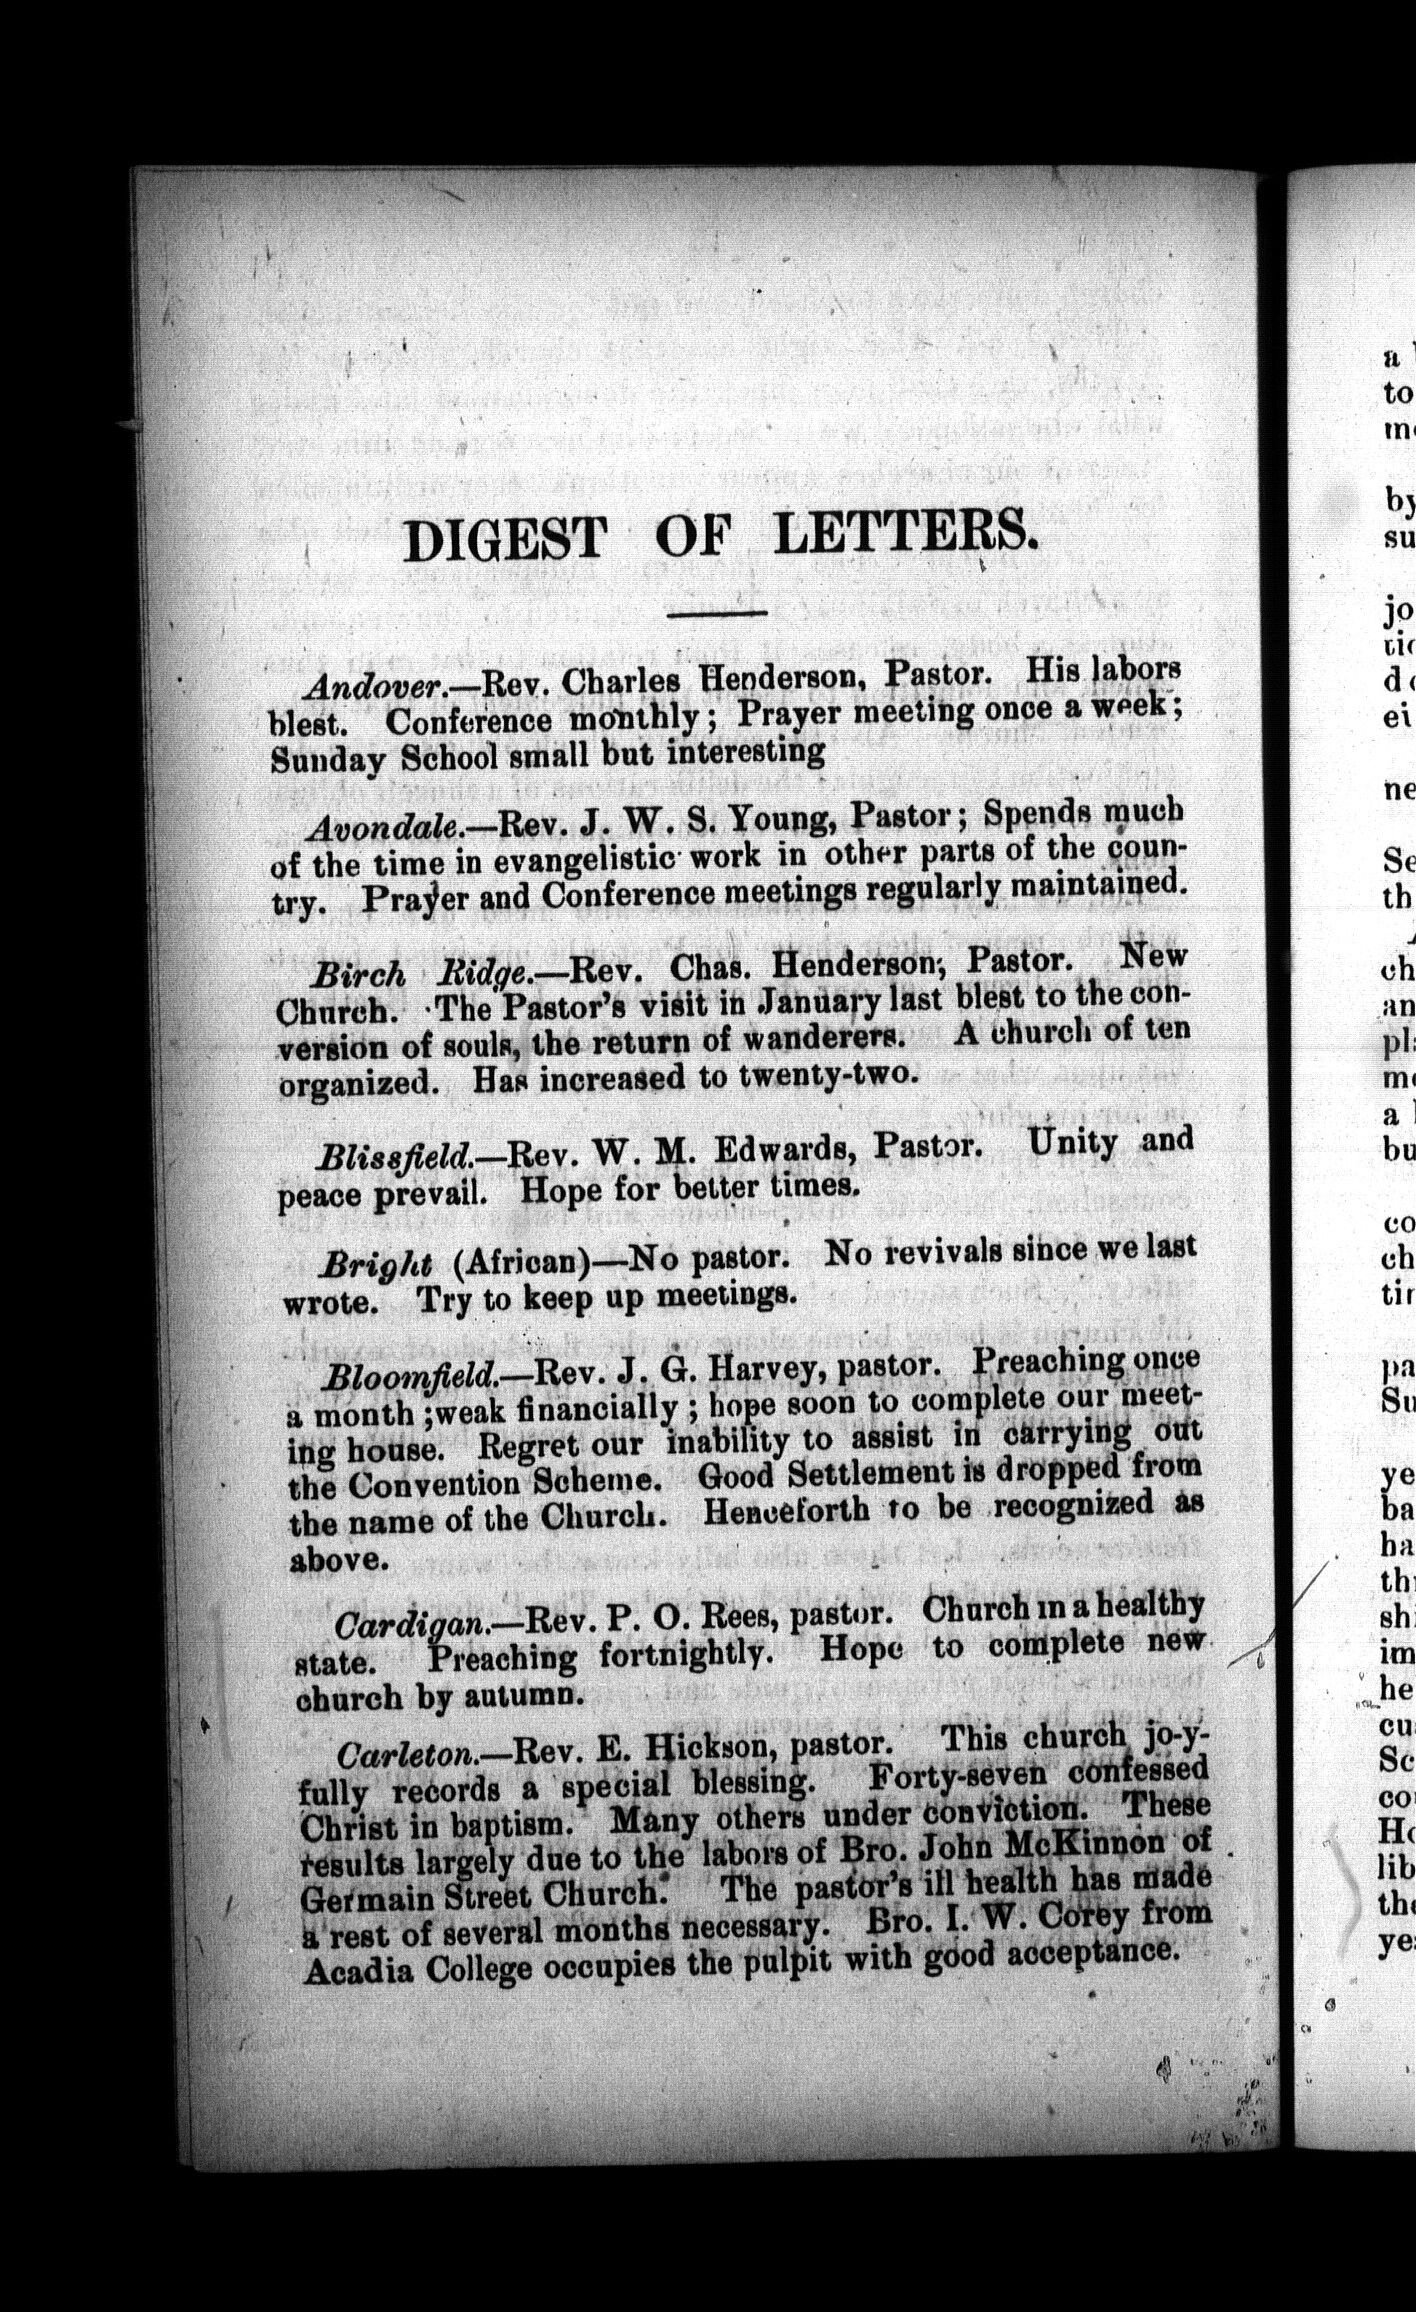 DIGEST OF LETTERS.
Andover.—Rev. Charles Henderson, Pastor. His labors
blest. Conference monthly; Prayer meeting once a week;
Sunday School small but interesting
Avondale.—Rev. J. W. S. Young, Pastor; Spends much
of the time in evangelistic work in other parts of the coun-
try. Prayer and Conference meetings regularly maintained.
Birch Ridge.—Rev. Chas. Henderson, Pastor. New
Church. The Pastor's visit in January last blest to the con-
version of souls, the return of wanderers. A church of ten
organized. Has increased to twenty-two.
Blissfield.—Rev. W. M. Edwards, Pastor. Unity and
peace prevail. Hope for better times.
Bright (African)—No pastor. No revivals since we last
wrote. Try to keep up meetings.
Bloomfield.—Rev. J. G. Harvey, pastor. Preaching once
a month ;weak financially ; hope soon to complete our meet-
ing house. Regret our inability to assist in carrying out
the Convention Scheme. Good Settlement is dropped from
the name of the Church. Henceforth to be recognized as
above.
Cardigan.—Rev. P. O. Rees, pastor. Church in a healthy
state. Preaching fortnightly. Hope to complete new
church by autumn.
Carleton.—Rev. E. Hickson, pastor. This church jo-y-
fully records a special blessing. Forty-seven confessed
Christ in baptism. Many others under conviction. These
results largely due to the labors of Bro. John McKinnon of
Germain Street Church. The pastor's ill health has made
a rest of several months necessary. Bro. I. W. Corey from
Acadia College occupies the pulpit with good acceptance.